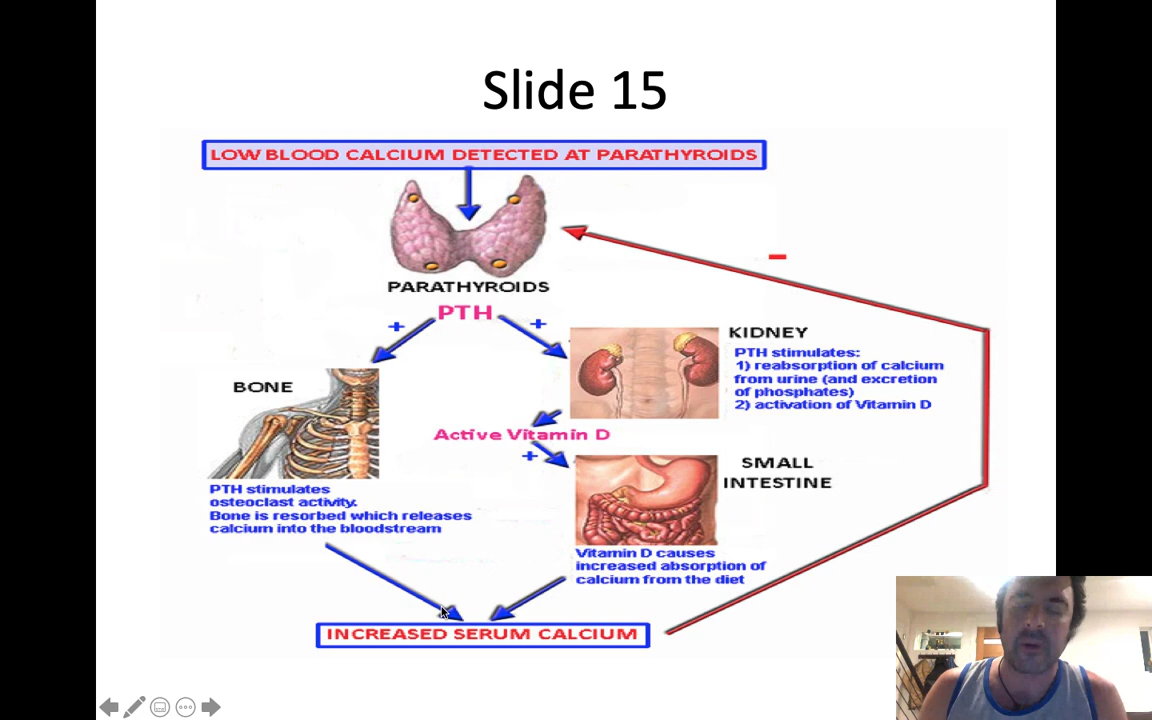 Slide 15
LOW BLOOD CALCIUM DETECTED AT PARATHYROIDS
-
PARATHYROIDS
PTH
+
+
KIDNEY
PTH stimulates:
1) reabsorption of calcium
from urine (and excretion
of phosphates)
2) activation of Vitamin D
BONE
Active Vitamin D
+
SMALL
INTESTINE
PTH stimulates
osteoclast activity.
Bone is resorbed which releases
calcium into the bloodstream
Vitamin D causes
increased absorption of
calcium from the diet
INCREASED SERUM CALCIUM